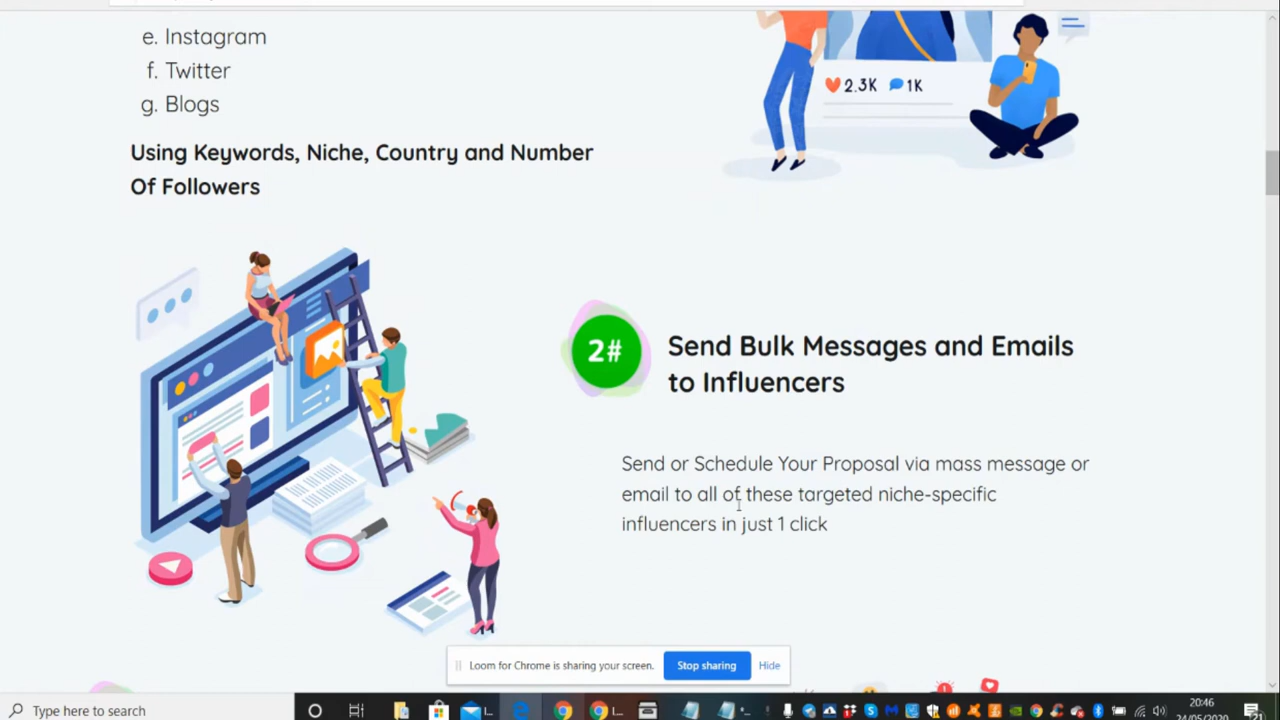 e. Instagram
f. Twitter
g. Blogs
2.3K 1K
Using Keywords, Niche, Country and Number
Of Followers
2#
Send Bulk Messages and Emails
to Influencers
Send or Schedule Your Proposal via mass message or
email to all of these targeted niche-specific
influencers in just 1 click
Loom for Chrome is sharing your screen. Stop sharing Hide
Type here to search
20:46
24/05/2020